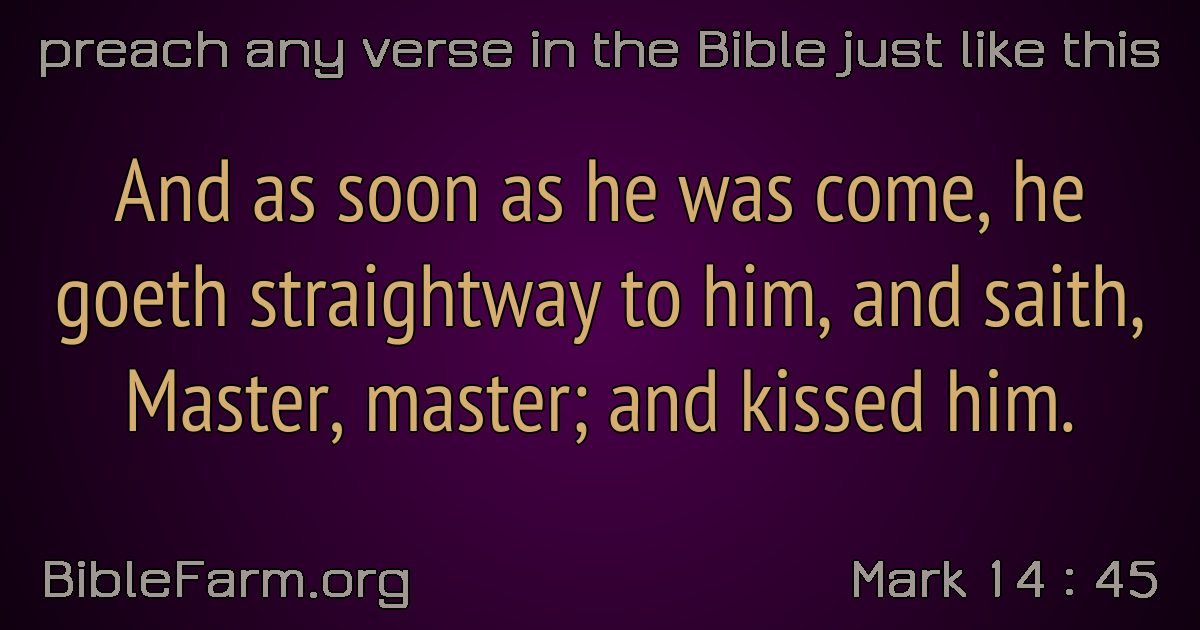 preach any verse in the Bible just like this
And as soon as he was come, he
goeth straightway to him, and saith,
Master, master; and kissed him.
BibleFarm.org
Mark 14 : 45